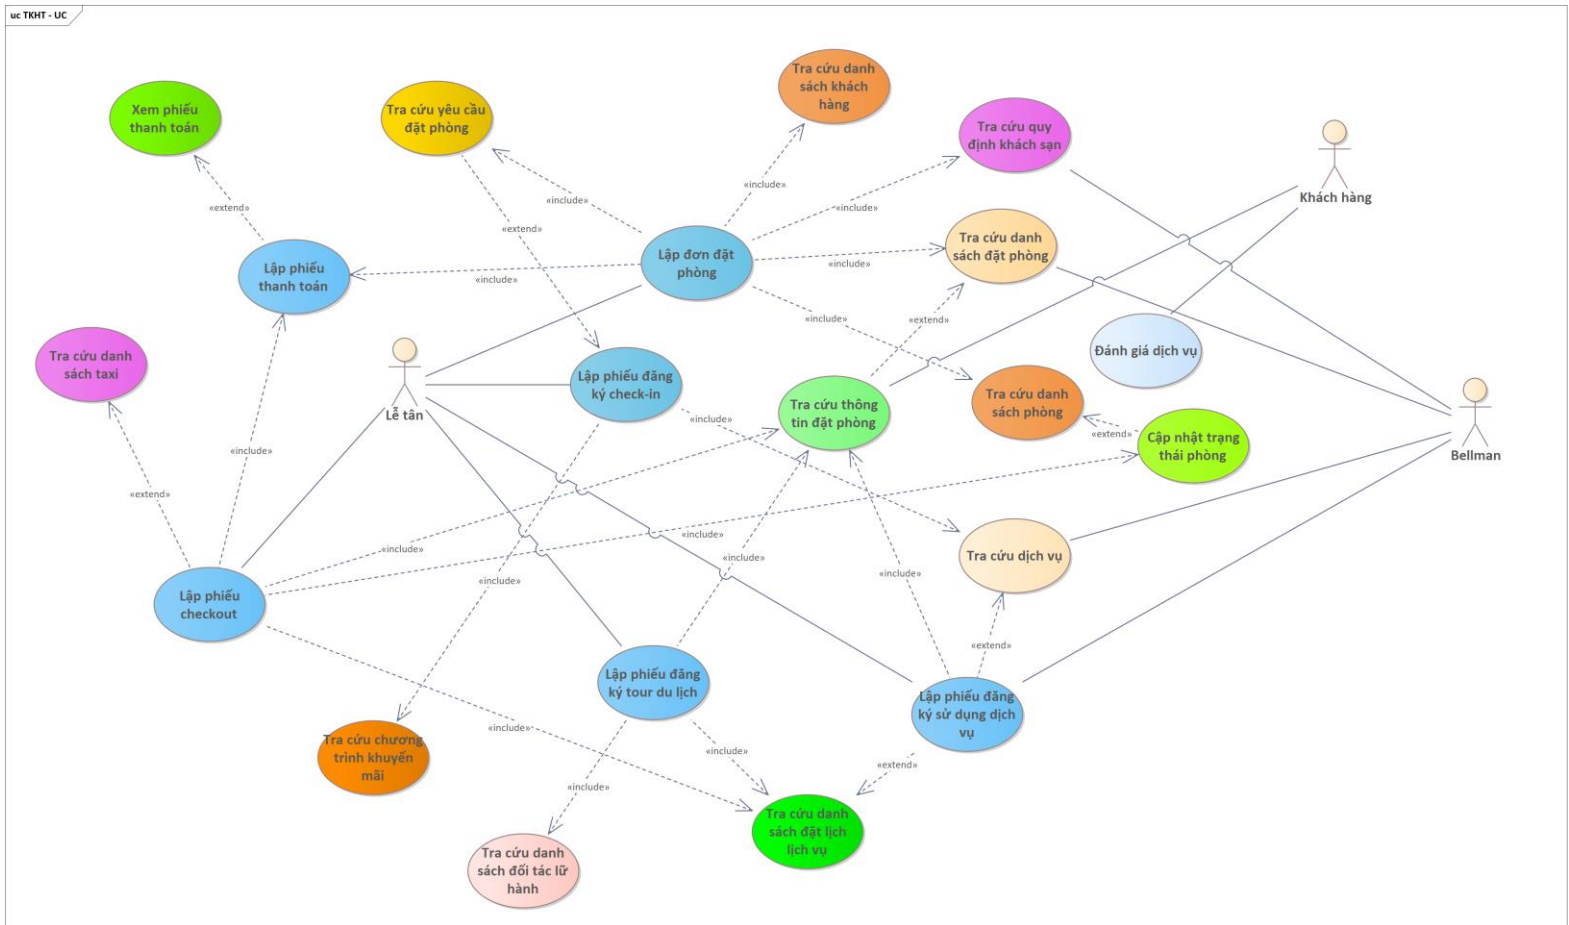 uc TKHT - UC
Xem phiếu
thanh toán
Tra cứu yêu cầu
đặt phòng
Tra cứu danh
sách khách
hàng
Tra cứu quy
định khách sạn
Khách hàng
«extend»
«include»
«extend»
«include»
«include»
Lập phiếu
thanh toán
Lập đơn đặt
phòng
Tra cứu danh
sách đặt phòng
«include»
«include»
«include»
«extend»
Tra cứu danh
sách taxi
Lễ tân
Lập phiếu đăng
ký check-in
Tra cứu thông
tin đặt phòng
Tra cứu danh
sách phòng
Đánh giá dịch vụ
Cập nhật trạng
thái phòng
Bellman
«include»
«extend»
«include»
«extend»
«include»
«include»
«include»
«include»
«include»
Tra cứu dịch vụ
Lập phiếu
checkout
«extend»
Lập phiếu đăng
ký tour du lịch
Lập phiếu đăng
ký sử dụng dịch
vụ
«include»
«include»
«extend»
Tra cứu chương
trình khuyến
mãi
«include»
Tra cứu danh
sách đặt lịch
lịch vụ
Tra cứu danh
sách đối tác lữ
hành